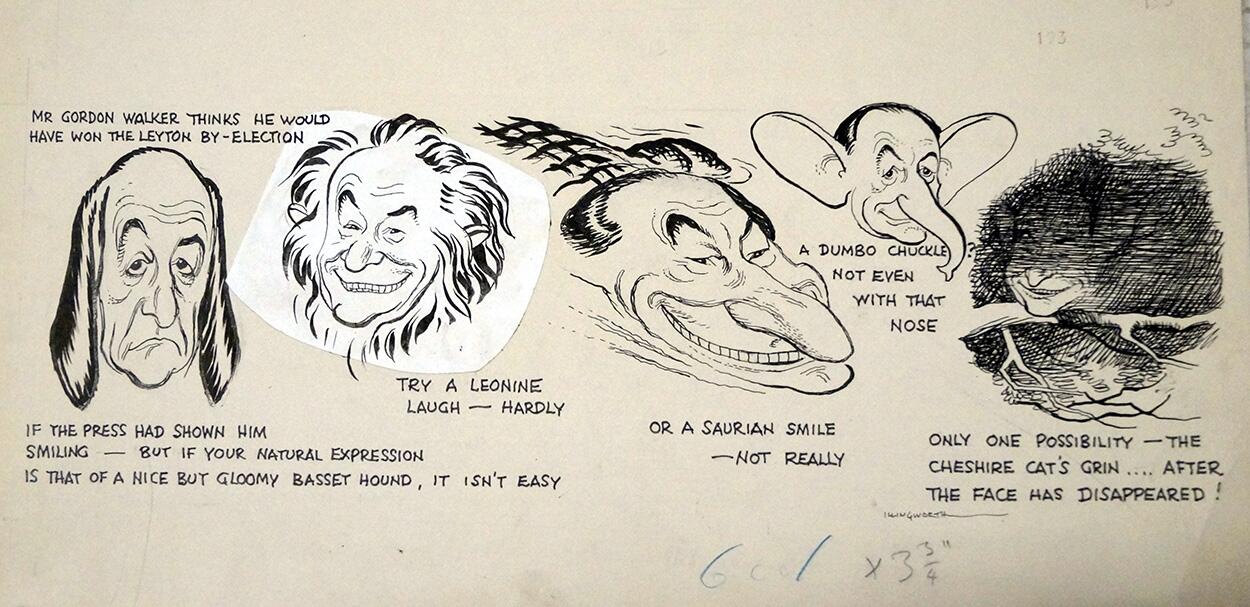 123
MR GORDON WALKER THINKS HE WOULD
HAVE WON THE LEYTON BY-ELECTION
IF THE PRESS HAD SHOWN HIM
SMILING — BUT IF YOUR NATURAL EXPRESSION
IS THAT OF A NICE BUT GLOOMY BASSET HOUND, IT ISN'T EASY
TRY A LEONINE
LAUGH — HARDLY
OR A SAURIAN SMILE
— NOT REALLY
A DUMBO CHUCKLE?
NOT EVEN
WITH THAT
NOSE
ONLY ONE POSSIBILITY — THE
CHESHIRE CAT'S GRIN .... AFTER
THE FACE HAS DISAPPEARED !
ILLINGWORTH
6 col x 3 3/4"